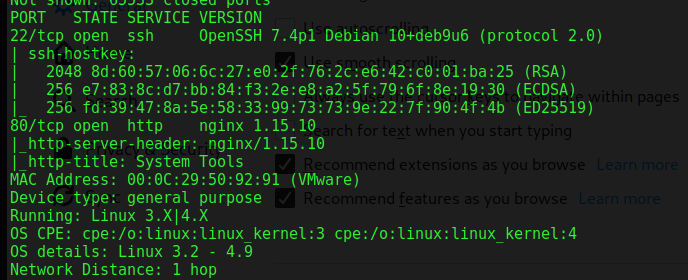 Not shown: 65533 closed ports
PORT   STATE SERVICE VERSION
22/tcp open  ssh     OpenSSH 7.4p1 Debian 10+deb9u6 (protocol 2.0)
| ssh-hostkey:
|   2048 8d:60:57:06:6c:27:e0:2f:76:2c:e6:42:c0:01:ba:25 (RSA)
|   256 e7:83:8c:d7:bb:84:f3:2e:e8:a2:5f:79:6f:8e:19:30 (ECDSA)
|_  256 fd:39:47:8a:5e:58:33:99:73:73:9e:22:7f:90:4f:4b (ED25519)
80/tcp open  http    nginx 1.15.10
|_http-server-header: nginx/1.15.10
|_http-title: System Tools
MAC Address: 00:0C:29:50:92:91 (VMware)
Device type: general purpose
Running: Linux 3.X|4.X
OS CPE: cpe:/o:linux:linux_kernel:3 cpe:/o:linux:linux_kernel:4
OS details: Linux 3.2 - 4.9
Network Distance: 1 hop
Use autoscrolling
Use smooth scrolling
within pages
Search for text when you start typing
Recommend extensions as you browse Learn more
Recommend features as you browse Learn more